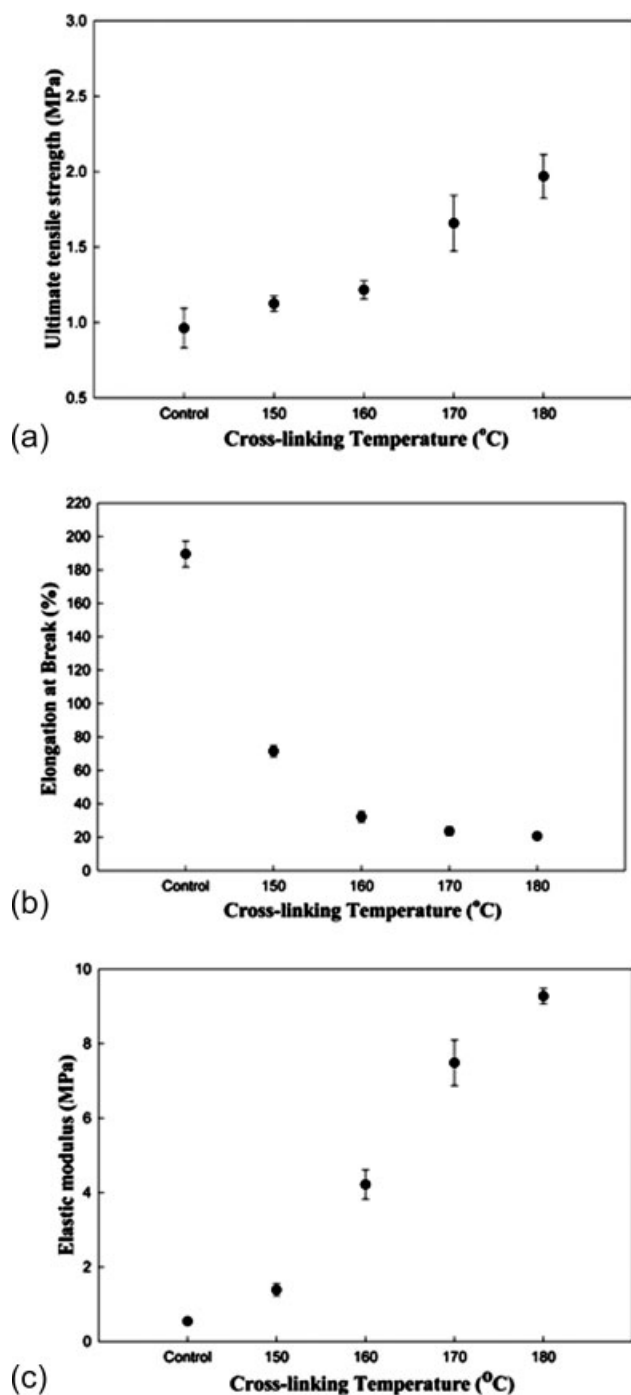 3.0
2.5
2.0
1.5
1.0
0.5
Ultimate tensile strength (MPa)
Control 150 160 170 180
Cross-linking Temperature (°C)
(a)
220
200
180
160
140
120
100
80
60
40
20
0
Elongation at Break (%)
Control 150 160 170 180
Cross-linking Temperature (°C)
(b)
10
8
6
4
2
0
Elastic modulus (MPa)
Control 150 160 170 180
Cross-linking Temperature (°C)
(c)